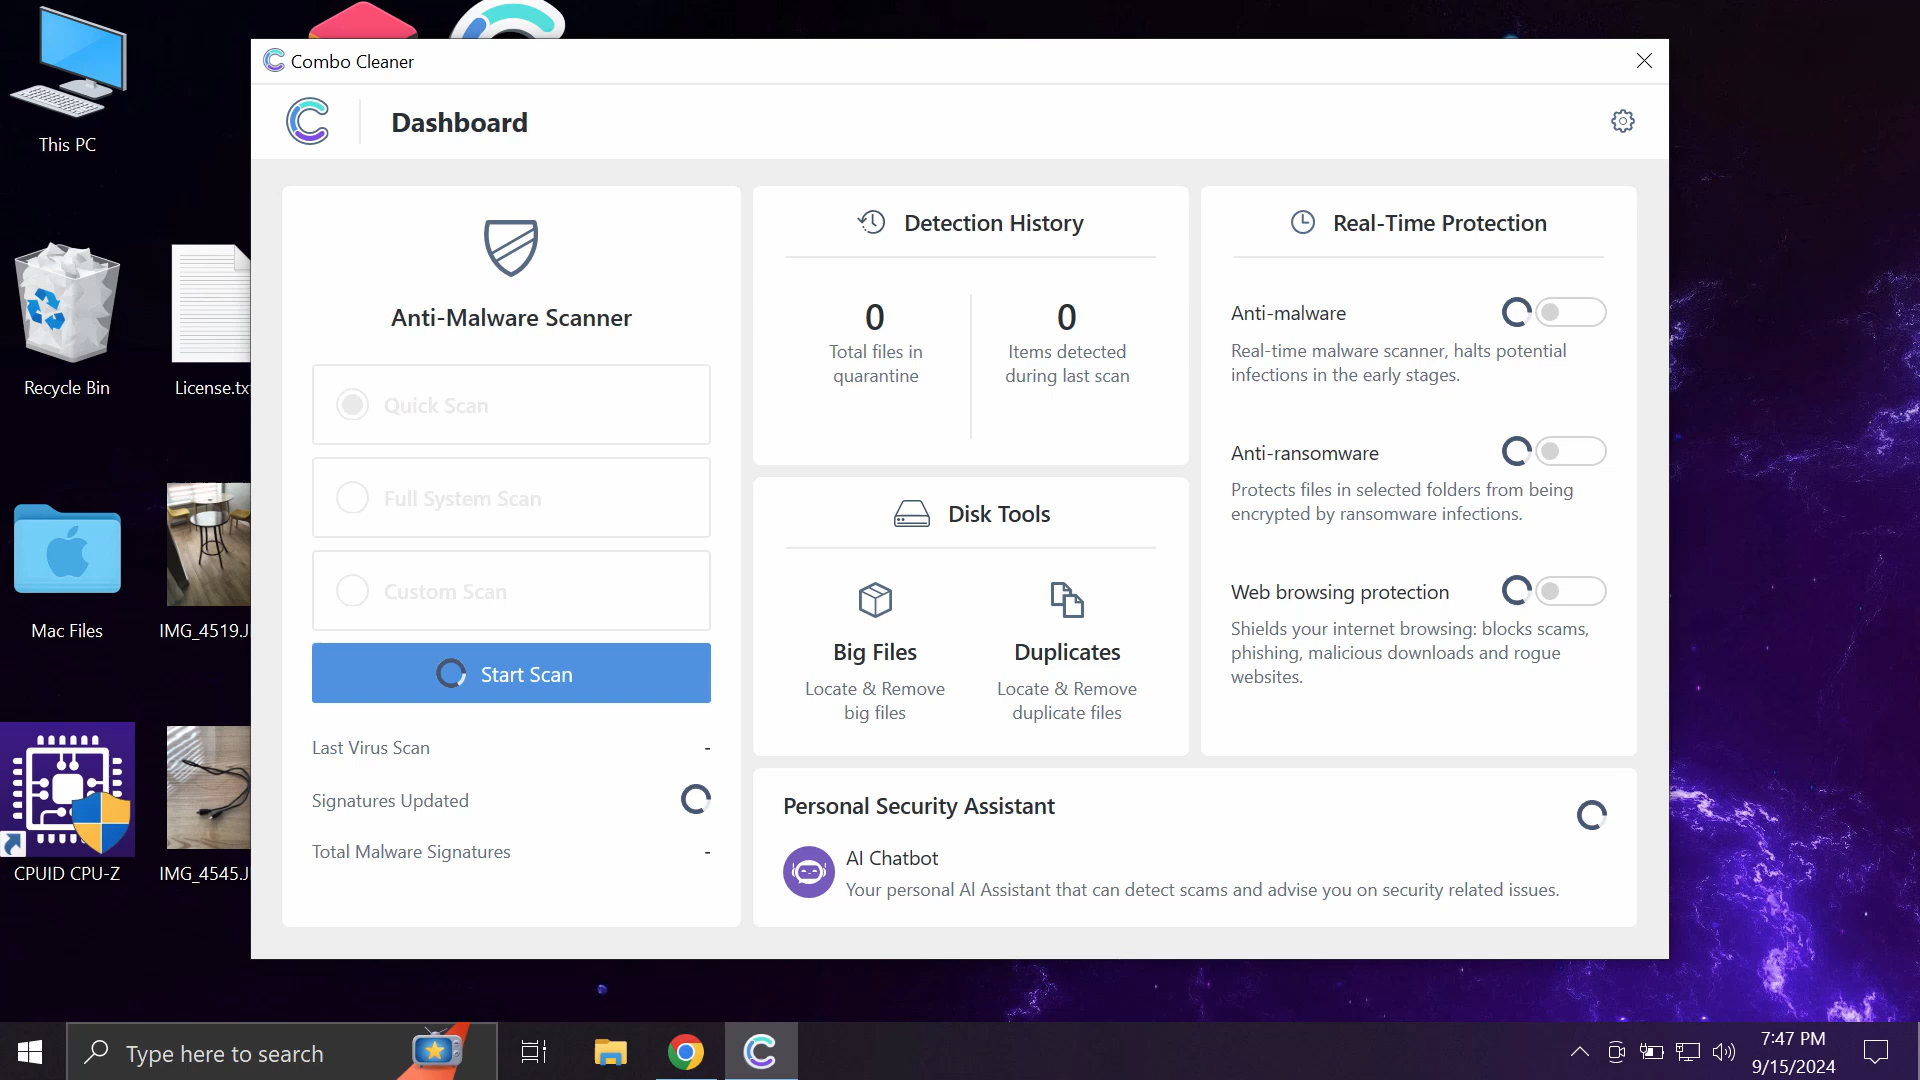 Combo Cleaner
Dashboard
This PC
Recycle Bin
License.tx
Mac Files
IMG_4519.J
CPUID CPU-Z
IMG_4545.J
Anti-Malware Scanner
Quick Scan
Full System Scan
Custom Scan
Start Scan
Last Virus Scan -
Signatures Updated
Total Malware Signatures -
Detection History
0
Total files in
quarantine
0
Items detected
during last scan
Disk Tools
Big Files
Locate & Remove
big files
Duplicates
Locate & Remove
duplicate files
Real-Time Protection
Anti-malware
Real-time malware scanner, halts potential
infections in the early stages.
Anti-ransomware
Protects files in selected folders from being
encrypted by ransomware infections.
Web browsing protection
Shields your internet browsing: blocks scams,
phishing, malicious downloads and rogue
websites.
Personal Security Assistant
AI Chatbot
Your personal AI Assistant that can detect scams and advise you on security related issues.
Type here to search
7:47 PM
9/15/2024